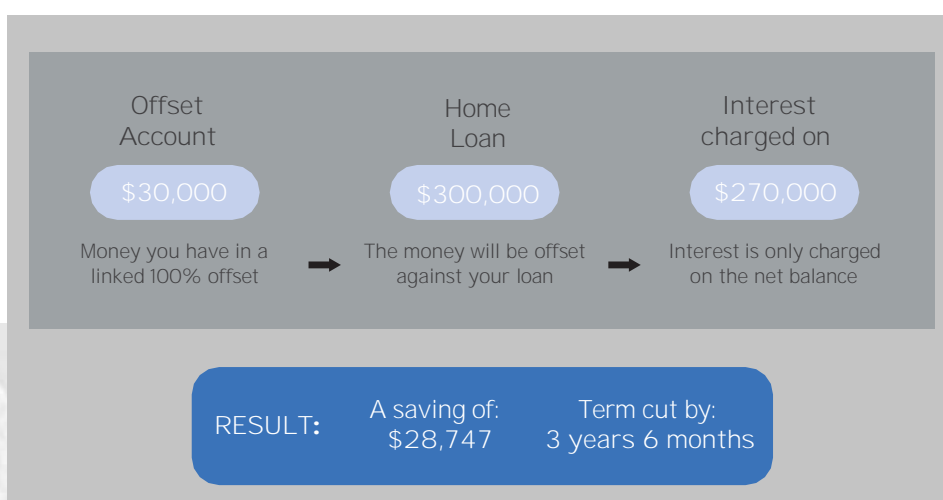 Offset
Account
$30,000
Money you have in a
linked 100% offset
Home
Loan
$300,000
The money will be offset
against your loan
Interest
charged on
$270,000
Interest is only charged
on the net balance
RESULT:
A saving of:
$28,747
Term cut by:
3 years 6 months